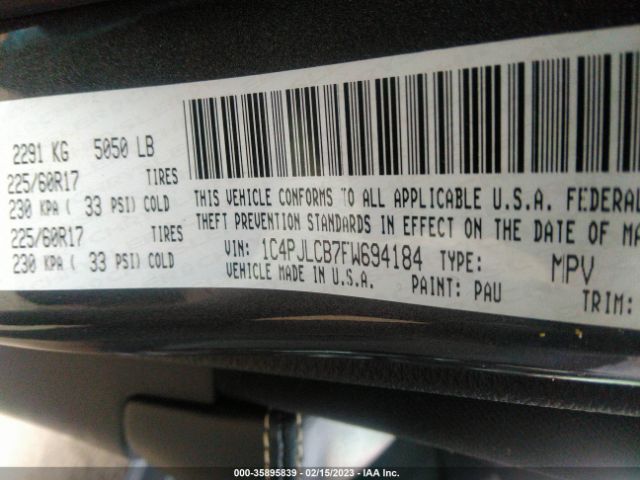 2291 KG 5050 LB
225/60R17 TIRES
230 KPA ( 33 PSI) COLD
225/60R17 TIRES
230 KPA ( 33 PSI) COLD
THIS VEHICLE CONFORMS TO ALL APPLICABLE U.S.A. FEDERAL
THEFT PREVENTION STANDARDS IN EFFECT ON THE DATE OF MA
VIN: 1C4PJLCB7FW694184 TYPE: MPV
VEHICLE MADE IN U.S.A. PAINT: PAU TRIM:
000-35895839 - 02/15/2023 - IAA Inc.